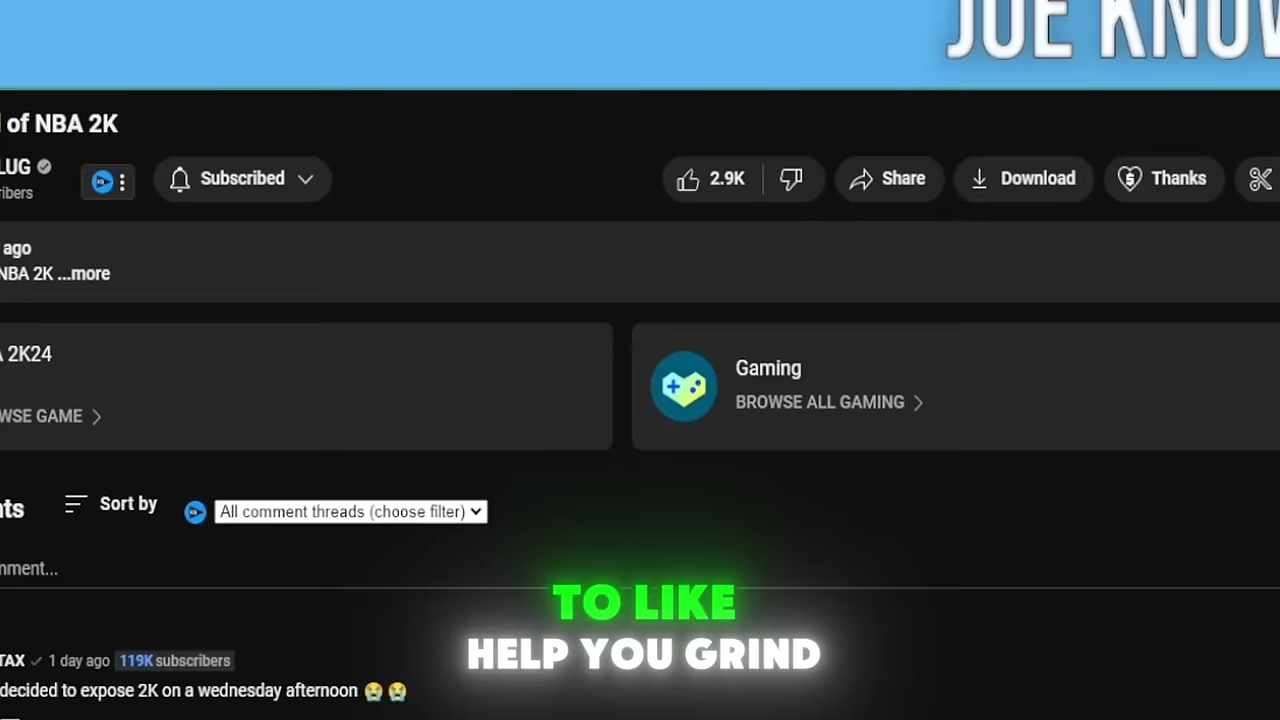 JOE KNOW
of NBA 2K
LUG
Subscribed
2.9K
Share
Download
Thanks
ago
NBA 2K ...more
2K24
Gaming
BROWSE ALL GAMING
WSE GAME
nts
Sort by
All comment threads (choose filter)
mment...
TO LIKE
HELP YOU GRIND
TAX 1 day ago 119K subscribers
decided to expose 2K on a wednesday afternoon 😭 😭